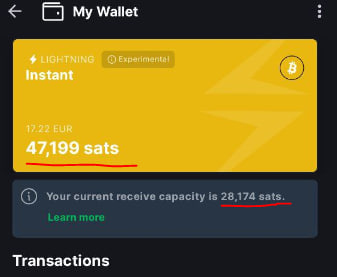 My Wallet
LIGHTNING Experimental
Instant
17.22 EUR
47,199 sats
Your current receive capacity is 28,174 sats.
Learn more
Transactions